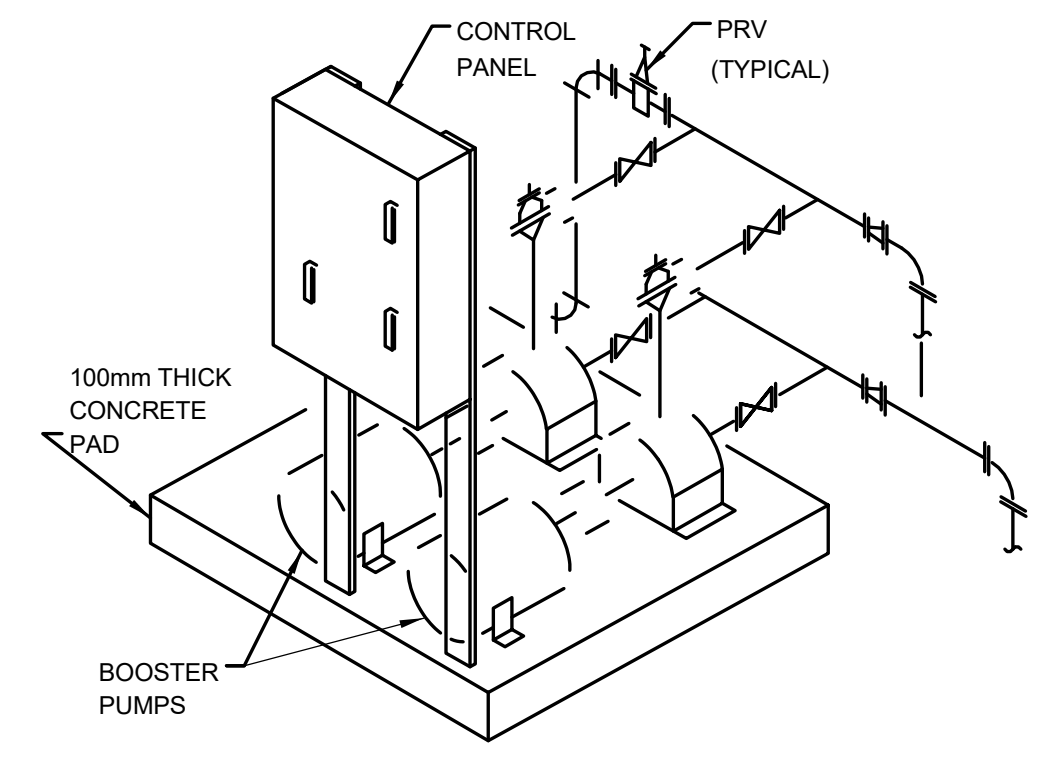 CONTROL
PANEL
PRV
(TYPICAL)
100mm THICK
CONCRETE
PAD
BOOSTER
PUMPS